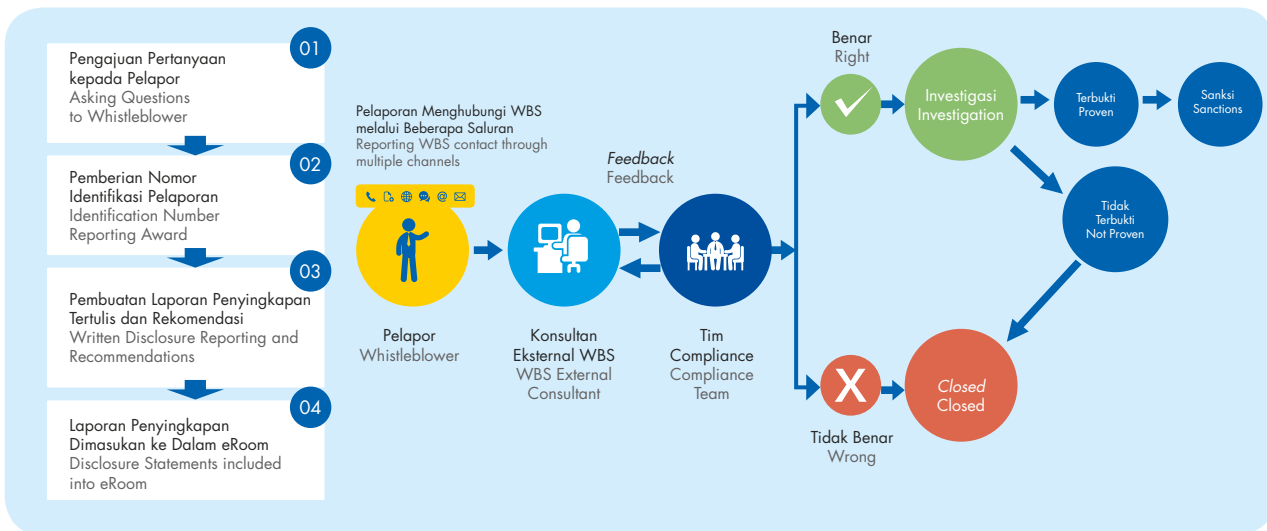 01
Pengajuan Pertanyaan
kepada Pelapor
Asking Questions
to Whistleblower
02
Pemberian Nomor
Identifikasi Pelaporan
Identification Number
Reporting Award
03
Pembuatan Laporan Penyingkapan
Tertulis dan Rekomendasi
Written Disclosure Reporting and
Recommendations
04
Laporan Penyingkapan
Dimasukan ke Dalam eRoom
Disclosure Statements included
into eRoom
Pelaporan Menghubungi WBS
melalui Beberapa Saluran
Reporting WBS contact through
multiple channels
Pelapor
Whistleblower
Konsultan
Eksternal WBS
WBS External
Consultant
Feedback
Feedback
Tim
Compliance
Compliance
Team
Benar
Right
Investigasi
Investigation
Terbukti
Proven
Sanksi
Sanctions
Tidak
Terbukti
Not Proven
X
Tidak Benar
Wrong
Closed
Closed